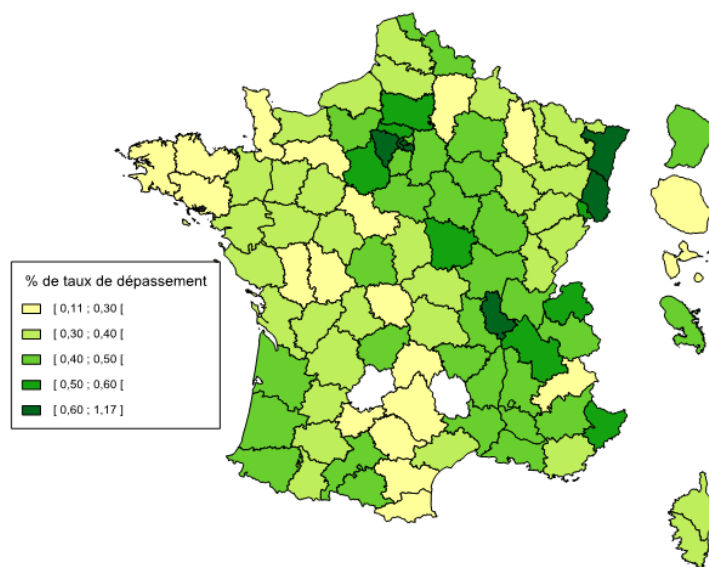 % de taux de dépassement
[ 0,11 ; 0,30 [
[ 0,30 ; 0,40 [
[ 0,40 ; 0,50 [
[ 0,50 ; 0,60 [
[ 0,60 ; 1,17 ]